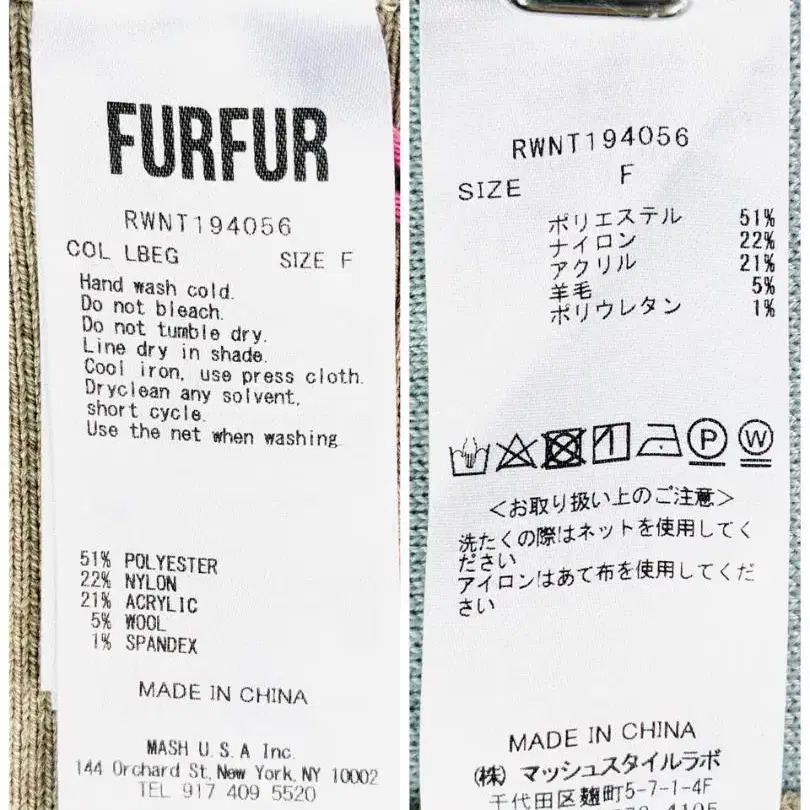 FURFUR
RWNT194056
COL LBEG SIZE F
Hand wash cold.
Do not bleach.
Do not tumble dry.
Line dry in shade.
Cool iron, use press cloth.
Dryclean any solvent,
short cycle.
Use the net when washing
51% POLYESTER
22% NYLON
21% ACRYLIC
5% WOOL
1% SPANDEX
MADE IN CHINA
MASH U.S.A Inc.
144 Orchard St, New York, NY 10002
TEL 917 409 5520
RWNT194056
SIZE F
ポリエステル 51%
ナイロン 22%
アクリル 21%
羊毛 5%
ポリウレタン 1%
P W
＜お取り扱い上のご注意＞
洗たくの際はネットを使用してく
ださい
アイロンはあて布を使用してくだ
さい
MADE IN CHINA
(株) マッシュスタイルラボ
千代田区麹町5-7-1-4F